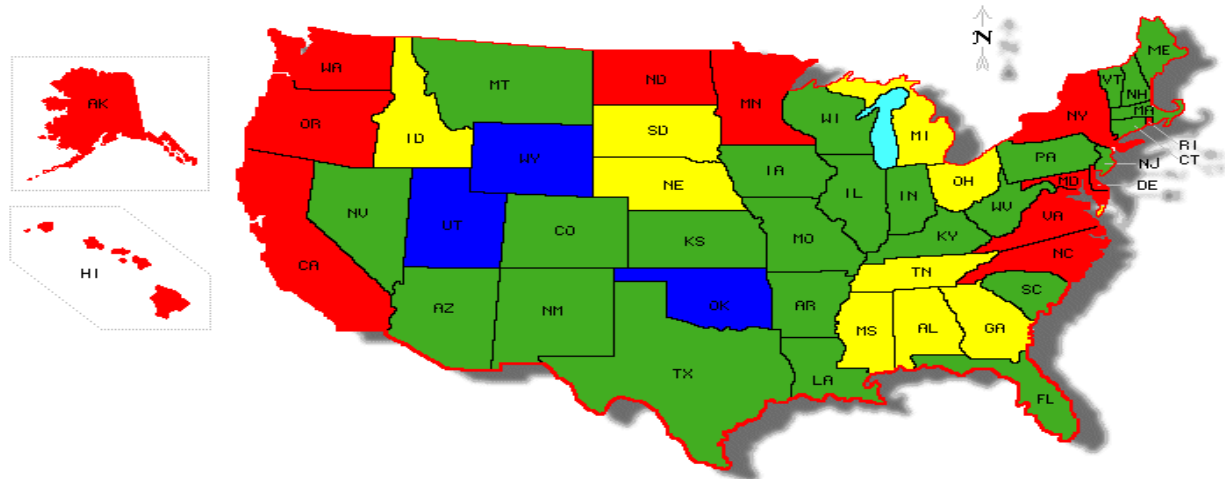 N
WA
AK
OR
ID
MT
ND
MN
SD
WY
NE
WI
MI
IA
IL
IN
OH
PA
NY
VT
NH
ME
MA
RI
CT
NJ
DE
MD
WV
VA
NV
UT
CO
KS
MO
KY
CA
HI
AZ
NM
OK
AR
TN
NC
SC
MS
AL
GA
TX
LA
FL